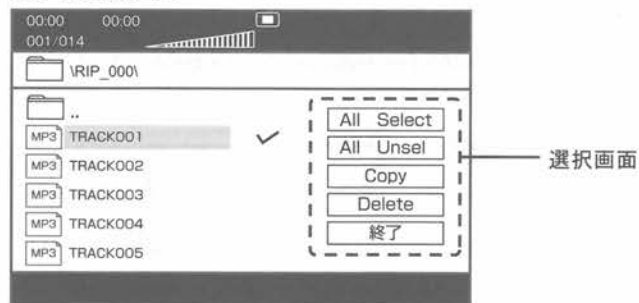 00:00 00:00
001/014
\RIP_000\
..
MP3 TRACK001
MP3 TRACK002
MP3 TRACK003
MP3 TRACK004
MP3 TRACK005
All Select
All Unsel
Copy
Delete
終了
選択画面